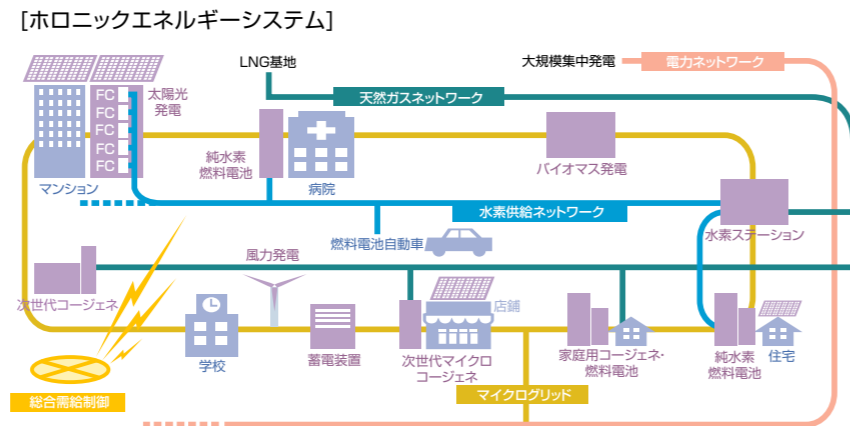 [ホロニックエネルギーシステム]
LNG基地
大規模集中発電
電力ネットワーク
天然ガスネットワーク
FC
FC
FC
FC
FC
太陽光
発電
マンション
純水素
燃料電池
病院
バイオマス発電
水素供給ネットワーク
水素ステーション
燃料電池自動車
風力発電
次世代コージェネ
学校
蓄電装置
店舗
次世代マイクロ
コージェネ
家庭用コージェネ・
燃料電池
純水素
燃料電池
住宅
マイクログリッド
総合需給制御